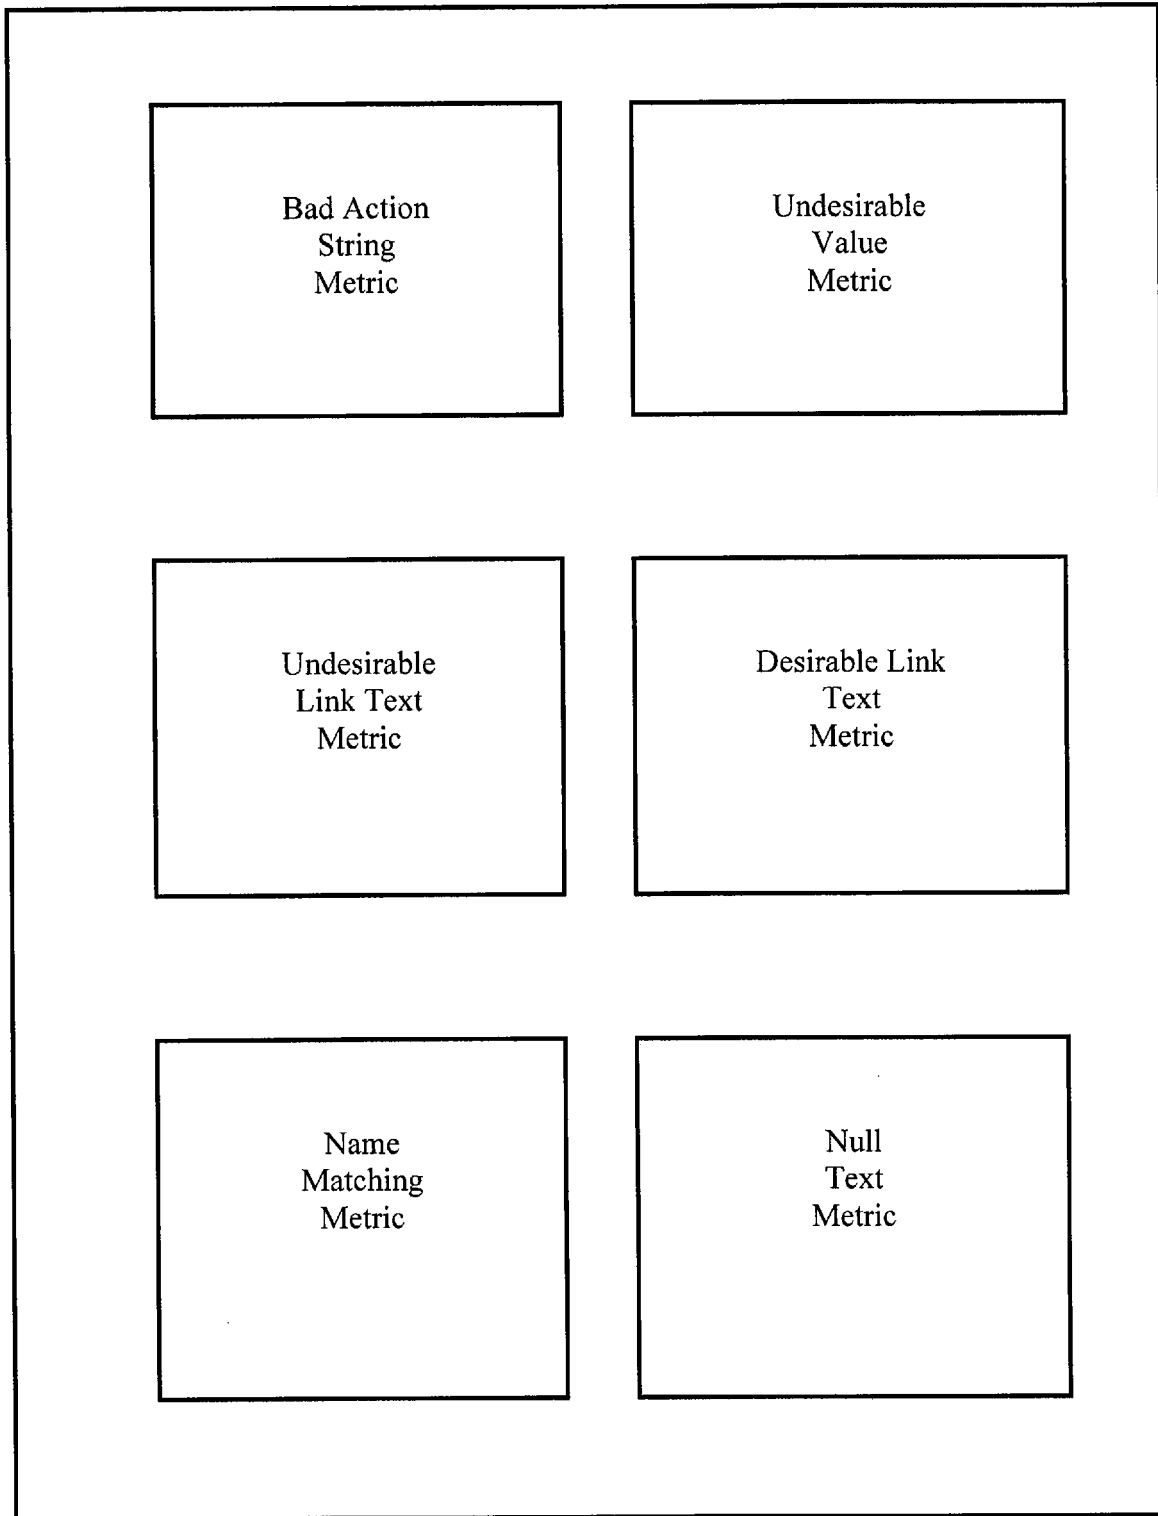 Bad Action
String
Metric
Undesirable
Value
Metric
Undesirable
Link Text
Metric
Desirable Link
Text
Metric
Name
Matching
Metric
Null
Text
Metric